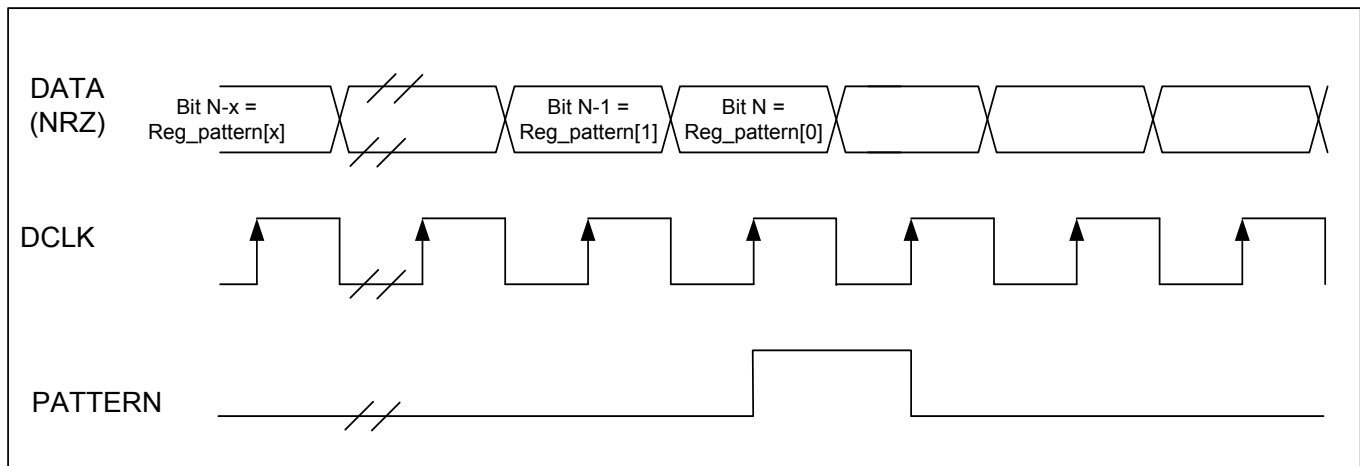 DATA
(NRZ)
Bit N-x =
Reg_pattern[x]
Bit N-1 =
Reg_pattern[1]
Bit N =
Reg_pattern[0]
DCLK
PATTERN